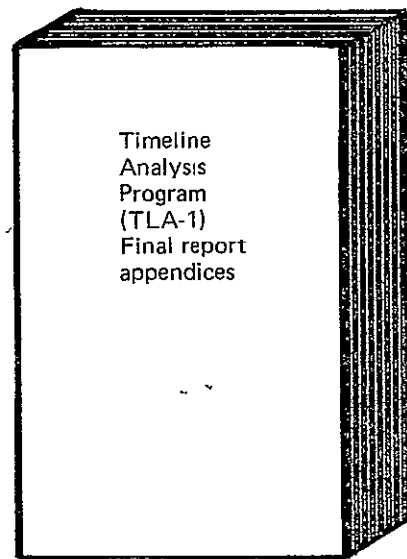 Timeline
Analysis
Program
(TLA-1)
Final report
appendices